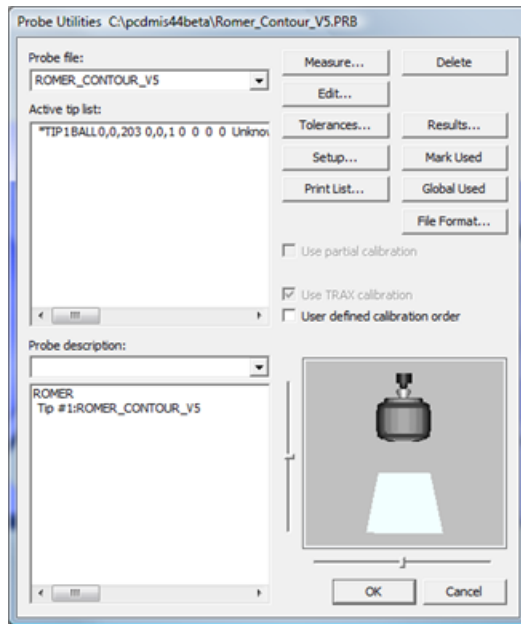 Probe Utilities C:\pcdmis44beta\Romer_Contour_V5.PRB
Probe file:
ROMER_CONTOUR_V5
Active tip list:
*TIP1BALL0,0,203 0,0,1 0 0 0 0 Unknov
Measure...
Delete
Edit...
Tolerances...
Results...
Setup...
Mark Used
Print List...
Global Used
File Format...
Use partial calibration
Use TRAX calibration
User defined calibration order
Probe description:
ROMER
Tip #1:ROMER_CONTOUR_V5
OK
Cancel